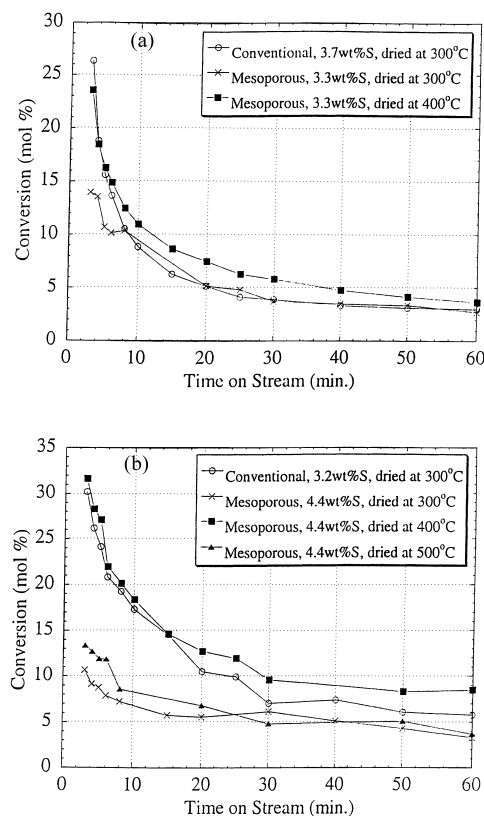 30
(a)
Conventional, 3.7wt%S, dried at 300°C
Mesoporous, 3.3wt%S, dried at 300°C
Mesoporous, 3.3wt%S, dried at 400°C
25
20
15
10
5
0
Conversion (mol %)
0 10 20 30 40 50 60
Time on Stream (min.)
35
(b)
Conventional, 3.2wt%S, dried at 300°C
Mesoporous, 4.4wt%S, dried at 300°C
Mesoporous, 4.4wt%S, dried at 400°C
Mesoporous, 4.4wt%S, dried at 500°C
30
25
20
15
10
5
0
Conversion (mol %)
0 10 20 30 40 50 60
Time on Stream (min.)